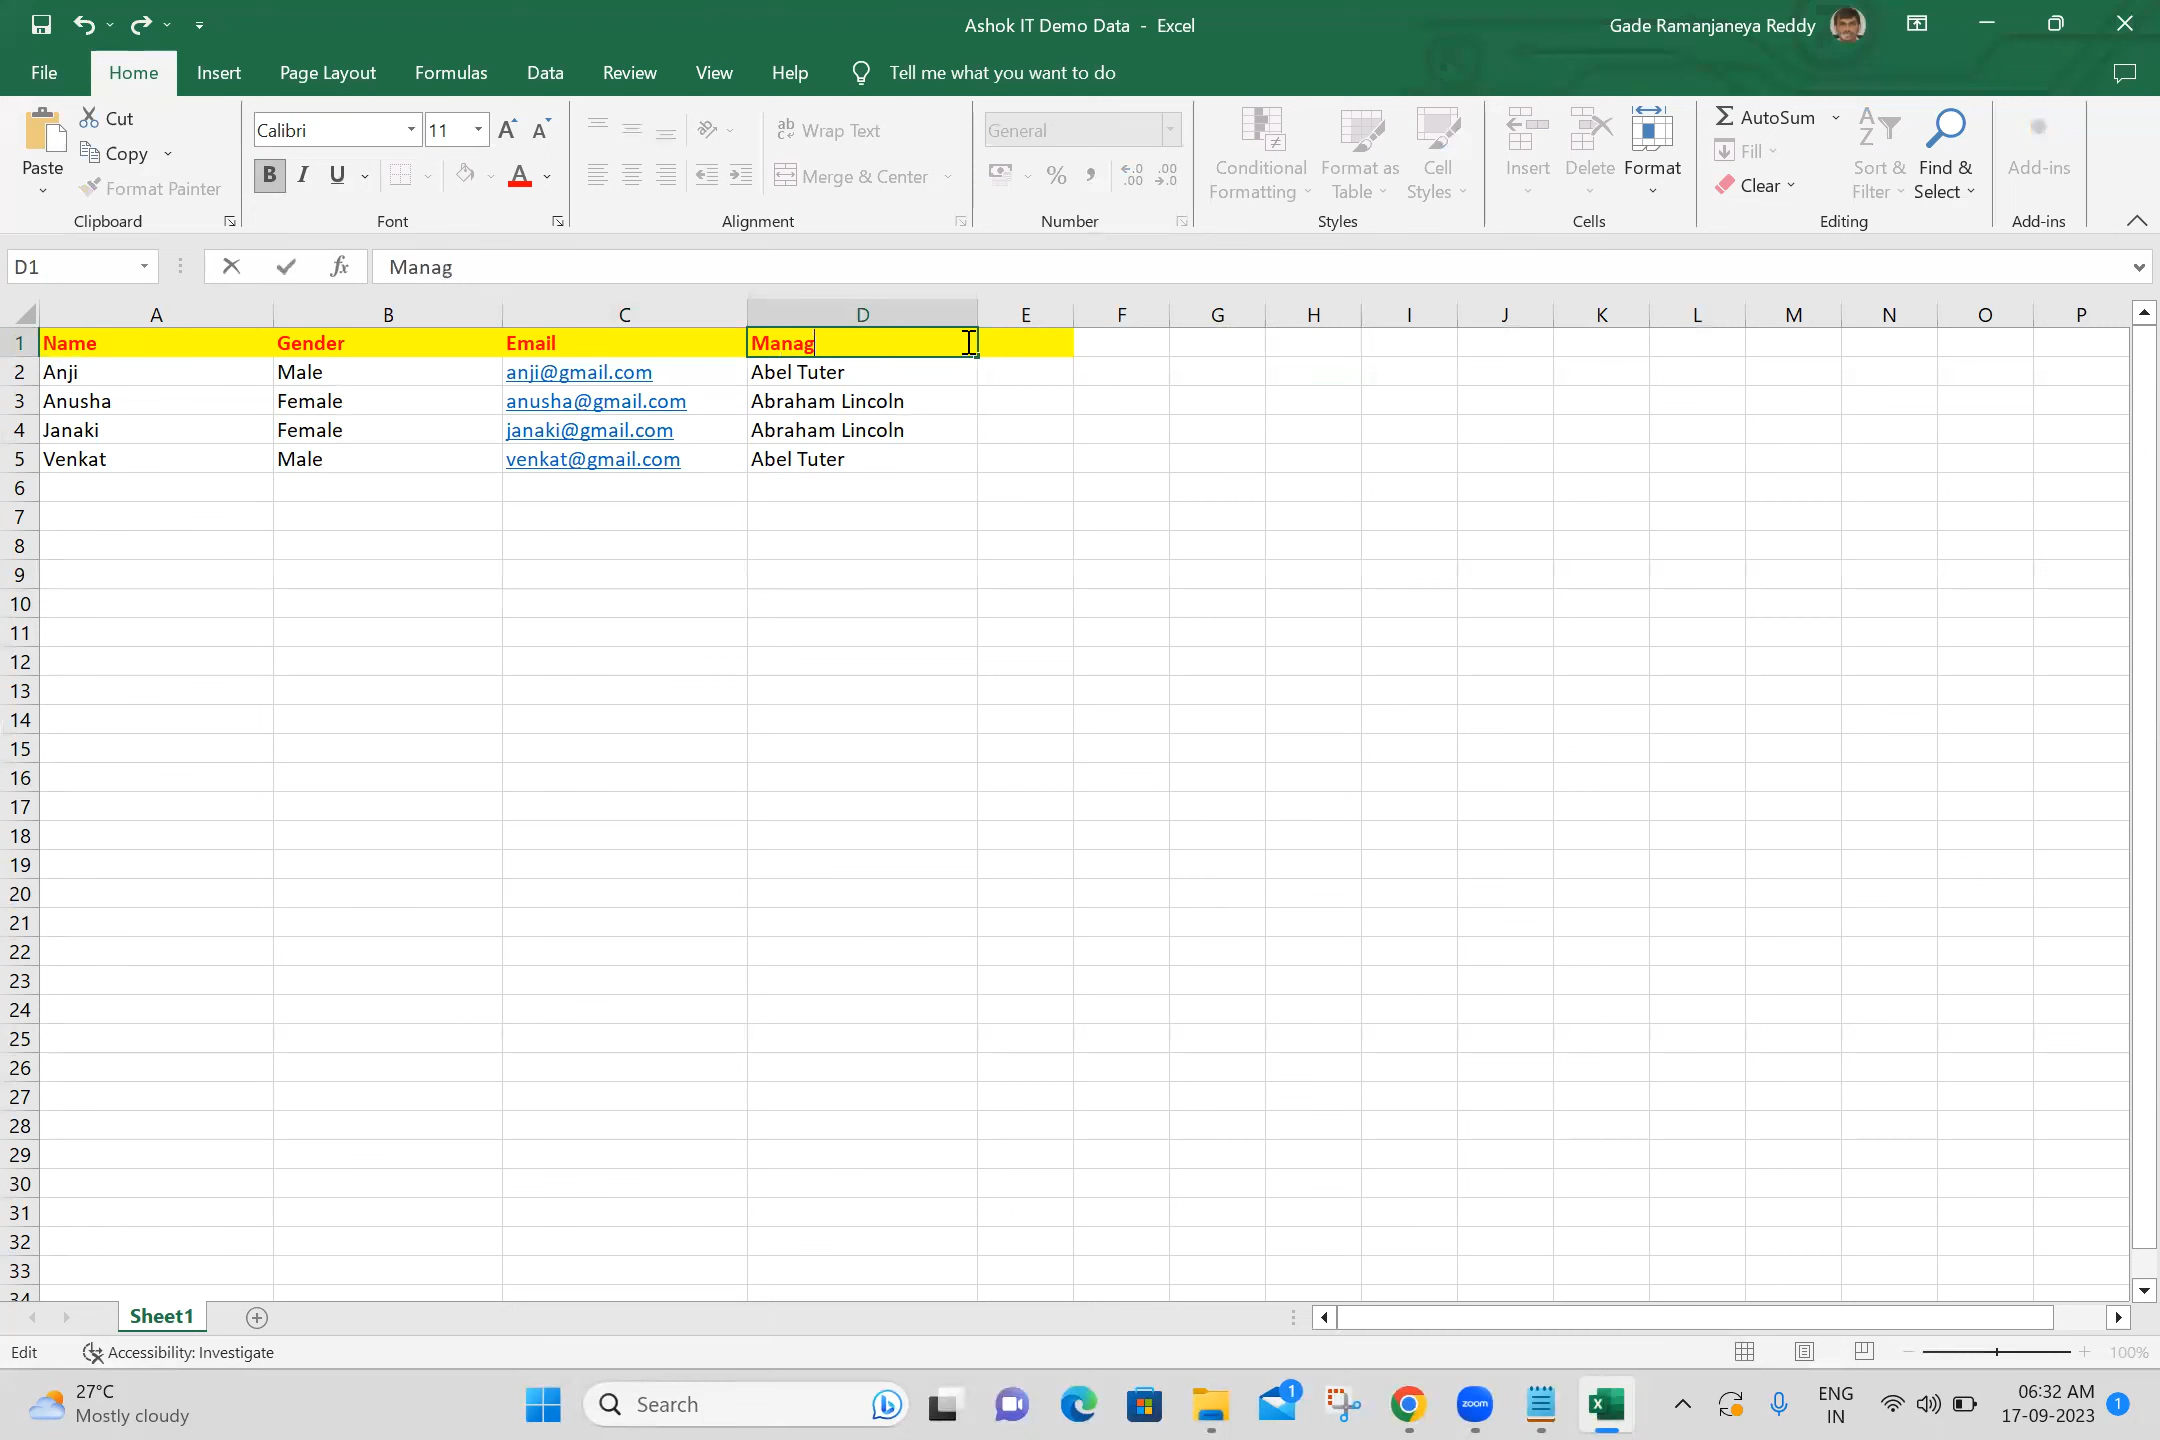 Ashok IT Demo Data - Excel
Gade Ramanjaneya Reddy
File Home Insert Page Layout Formulas Data Review View Help Tell me what you want to do
Paste
Cut
Copy
Format Painter
Clipboard
Calibri 11
B I U A
Font
ab Wrap Text
Merge & Center
Alignment
General
% ,
Number
Conditional Formatting
Format as Table
Cell Styles
Styles
Insert Delete Format
Cells
AutoSum
Fill
Clear
Sort & Filter
Find & Select
Editing
Add-ins
Add-ins
D1 fx Manag
A B C D E F G H I J K L M N O P
1 Name Gender Email Manag
2 Anji Male anji@gmail.com Abel Tuter
3 Anusha Female anusha@gmail.com Abraham Lincoln
4 Janaki Female janaki@gmail.com Abraham Lincoln
5 Venkat Male venkat@gmail.com Abel Tuter
6
7
8
9
10
11
12
13
14
15
16
17
18
19
20
21
22
23
24
25
26
27
28
29
30
31
32
33
34
Sheet1
Edit Accessibility: Investigate 100%
27°C
Mostly cloudy
Search
1
zoom
ENG
IN
06:32 AM
17-09-2023
1